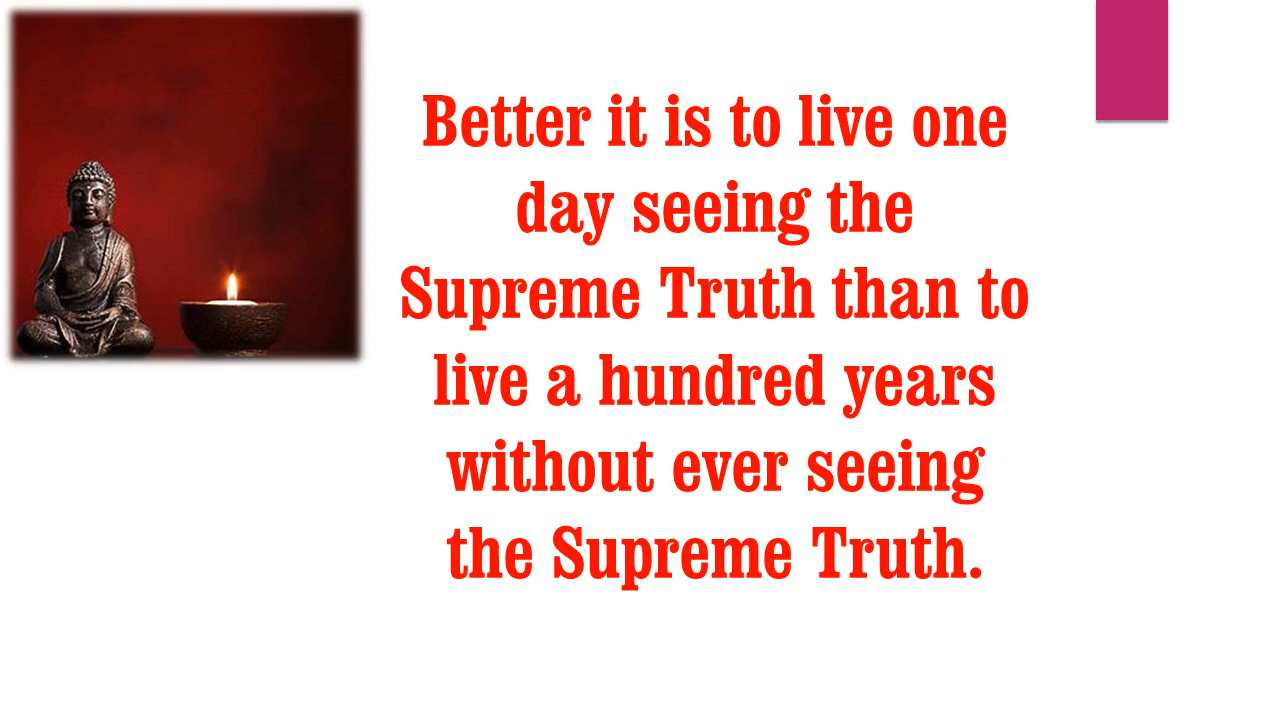 Better it is to live one
day seeing the
Supreme Truth than to
live a hundred years
without ever seeing
the Supreme Truth.